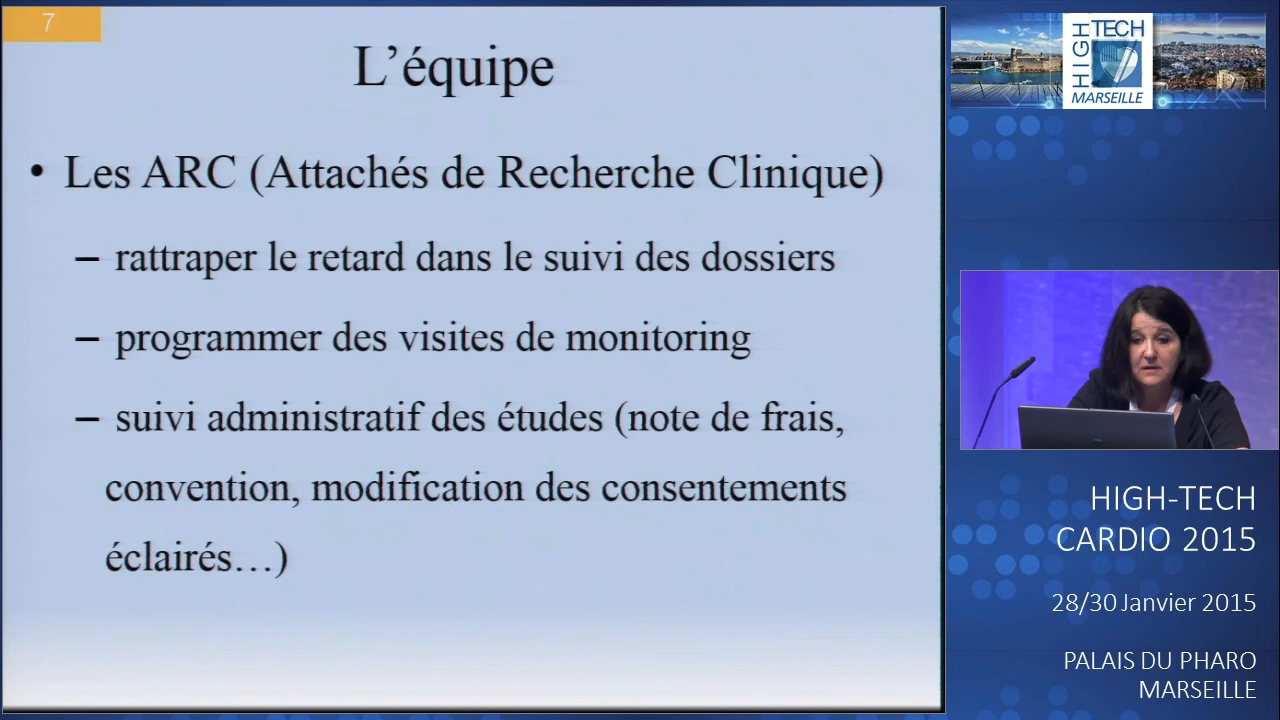 7
L'équipe
• Les ARC (Attachés de Recherche Clinique)
– rattraper le retard dans le suivi des dossiers
– programmer des visites de monitoring
– suivi administratif des études (note de frais,
convention, modification des consentements
éclairés…)
HIGH
TECH
MARSEILLE
HIGH-TECH
CARDIO 2015
28/30 Janvier 2015
PALAIS DU PHARO
MARSEILLE